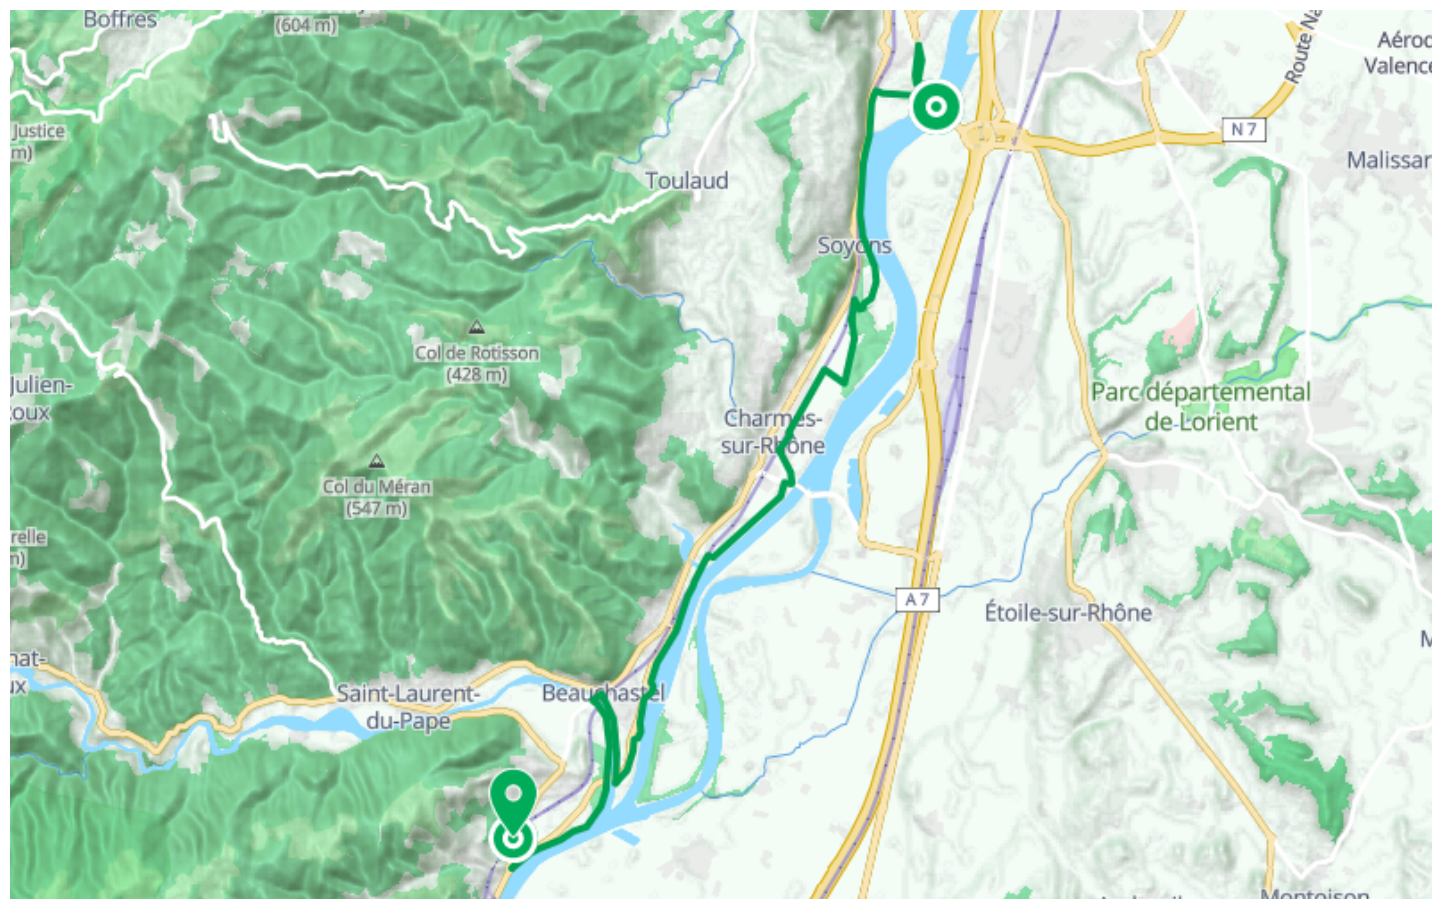 Boffres
(604 m)
Route Na
Aéroc
Valence
N 7
Justice
m)
Malissar
Toulaud
Soyons
Col de Rotisson
(428 m)
Julien-
oux
Parc départemental
de Lorient
Charmes-
sur-Rhône
Col du Méran
(547 m)
relle
n)
A 7
Étoile-sur-Rhône
M
nat-
ux
Saint-Laurent-
du-Pape
Beauchastel
Montoison